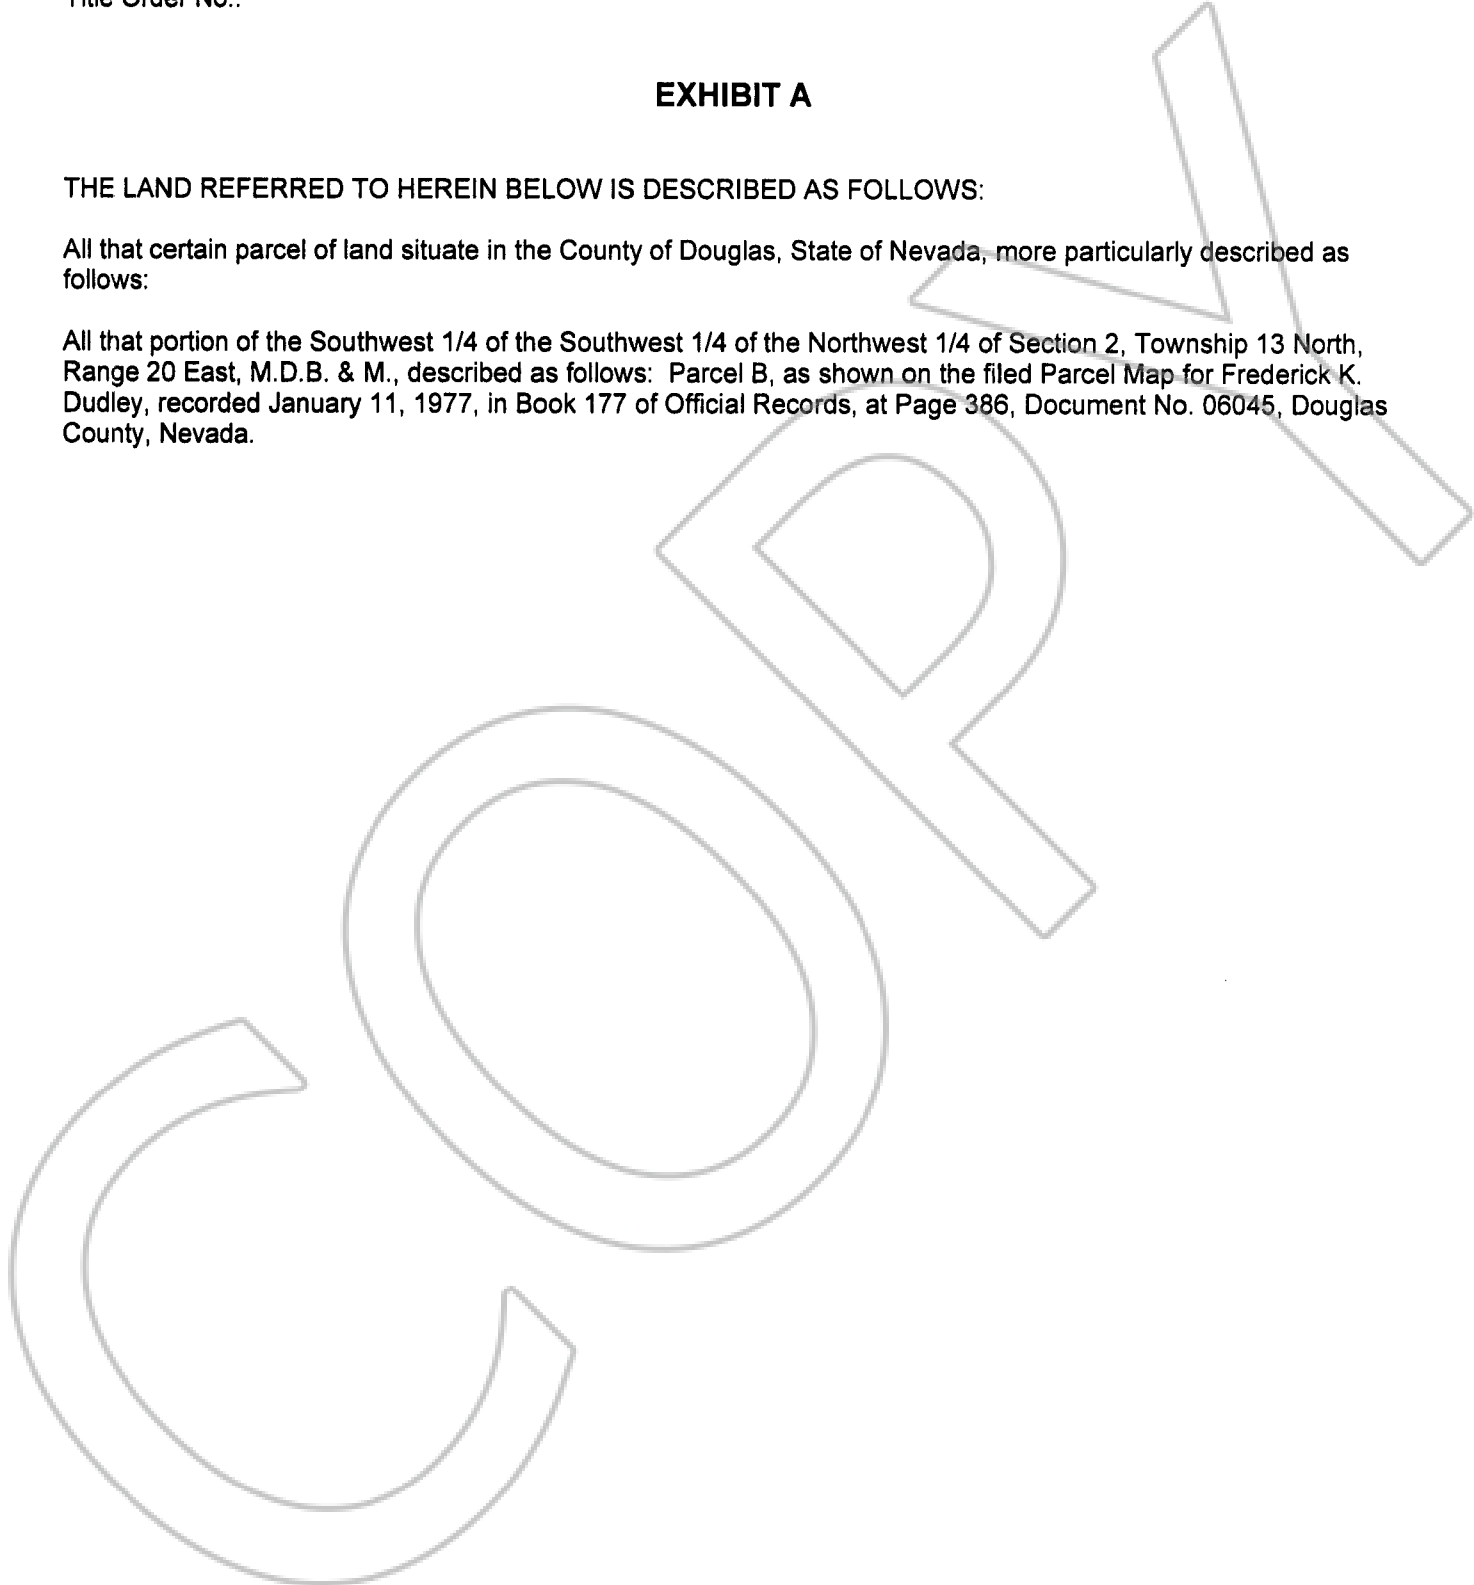 Title Order No.:
EXHIBIT A
THE LAND REFERRED TO HEREIN BELOW IS DESCRIBED AS FOLLOWS:
All that certain parcel of land situate in the County of Douglas, State of Nevada, more particularly described as
follows:
All that portion of the Southwest 1/4 of the Southwest 1/4 of the Northwest 1/4 of Section 2, Township 13 North,
Range 20 East, M.D.B. & M., described as follows:  Parcel B, as shown on the filed Parcel Map for Frederick K.
Dudley, recorded January 11, 1977, in Book 177 of Official Records, at Page 386, Document No. 06045, Douglas
County, Nevada.
COPY